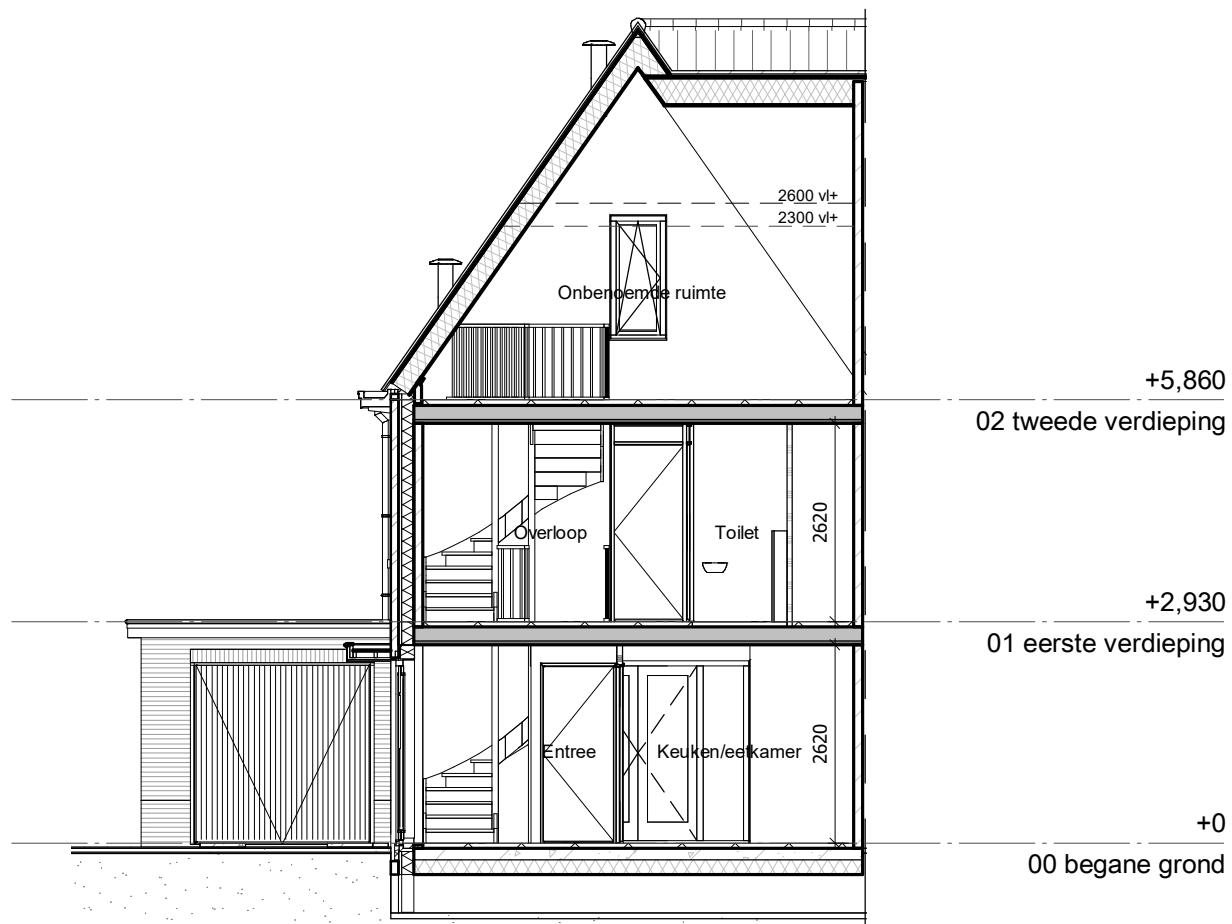 2600 vl+
2300 vl+
Onbenoemde ruimte
+5,860
02 tweede verdieping
Overloop
Toilet
2620
+2,930
01 eerste verdieping
Entree
Keuken/eetkamer
2620
+0
00 begane grond